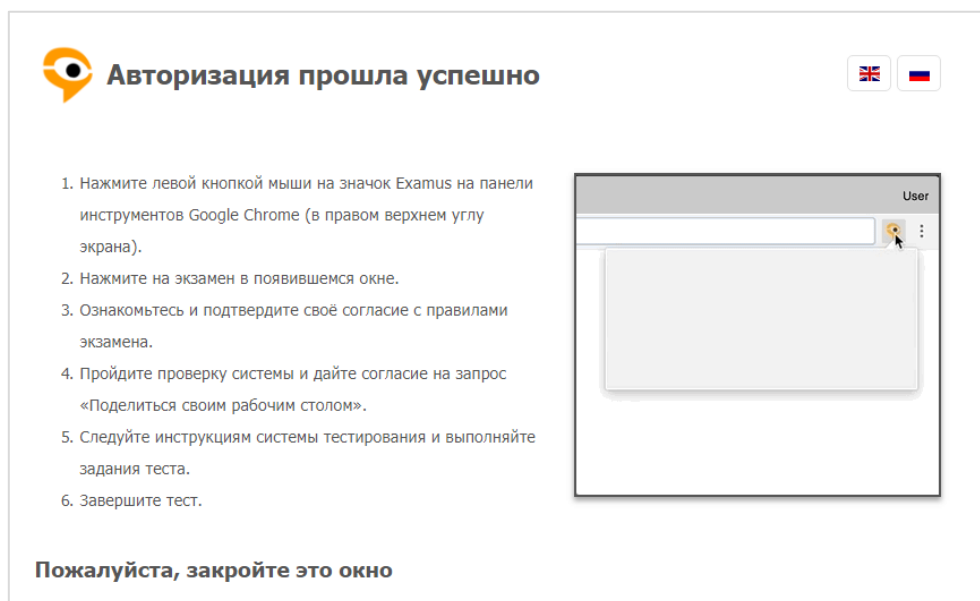 Авторизация прошла успешно
1. Нажмите левой кнопкой мыши на значок Examus на панели
инструментов Google Chrome (в правом верхнем углу
экрана).
2. Нажмите на экзамен в появившемся окне.
3. Ознакомьтесь и подтвердите своё согласие с правилами
экзамена.
4. Пройдите проверку системы и дайте согласие на запрос
«Поделиться своим рабочим столом».
5. Следуйте инструкциям системы тестирования и выполняйте
задания теста.
6. Завершите тест.
User
Пожалуйста, закройте это окно